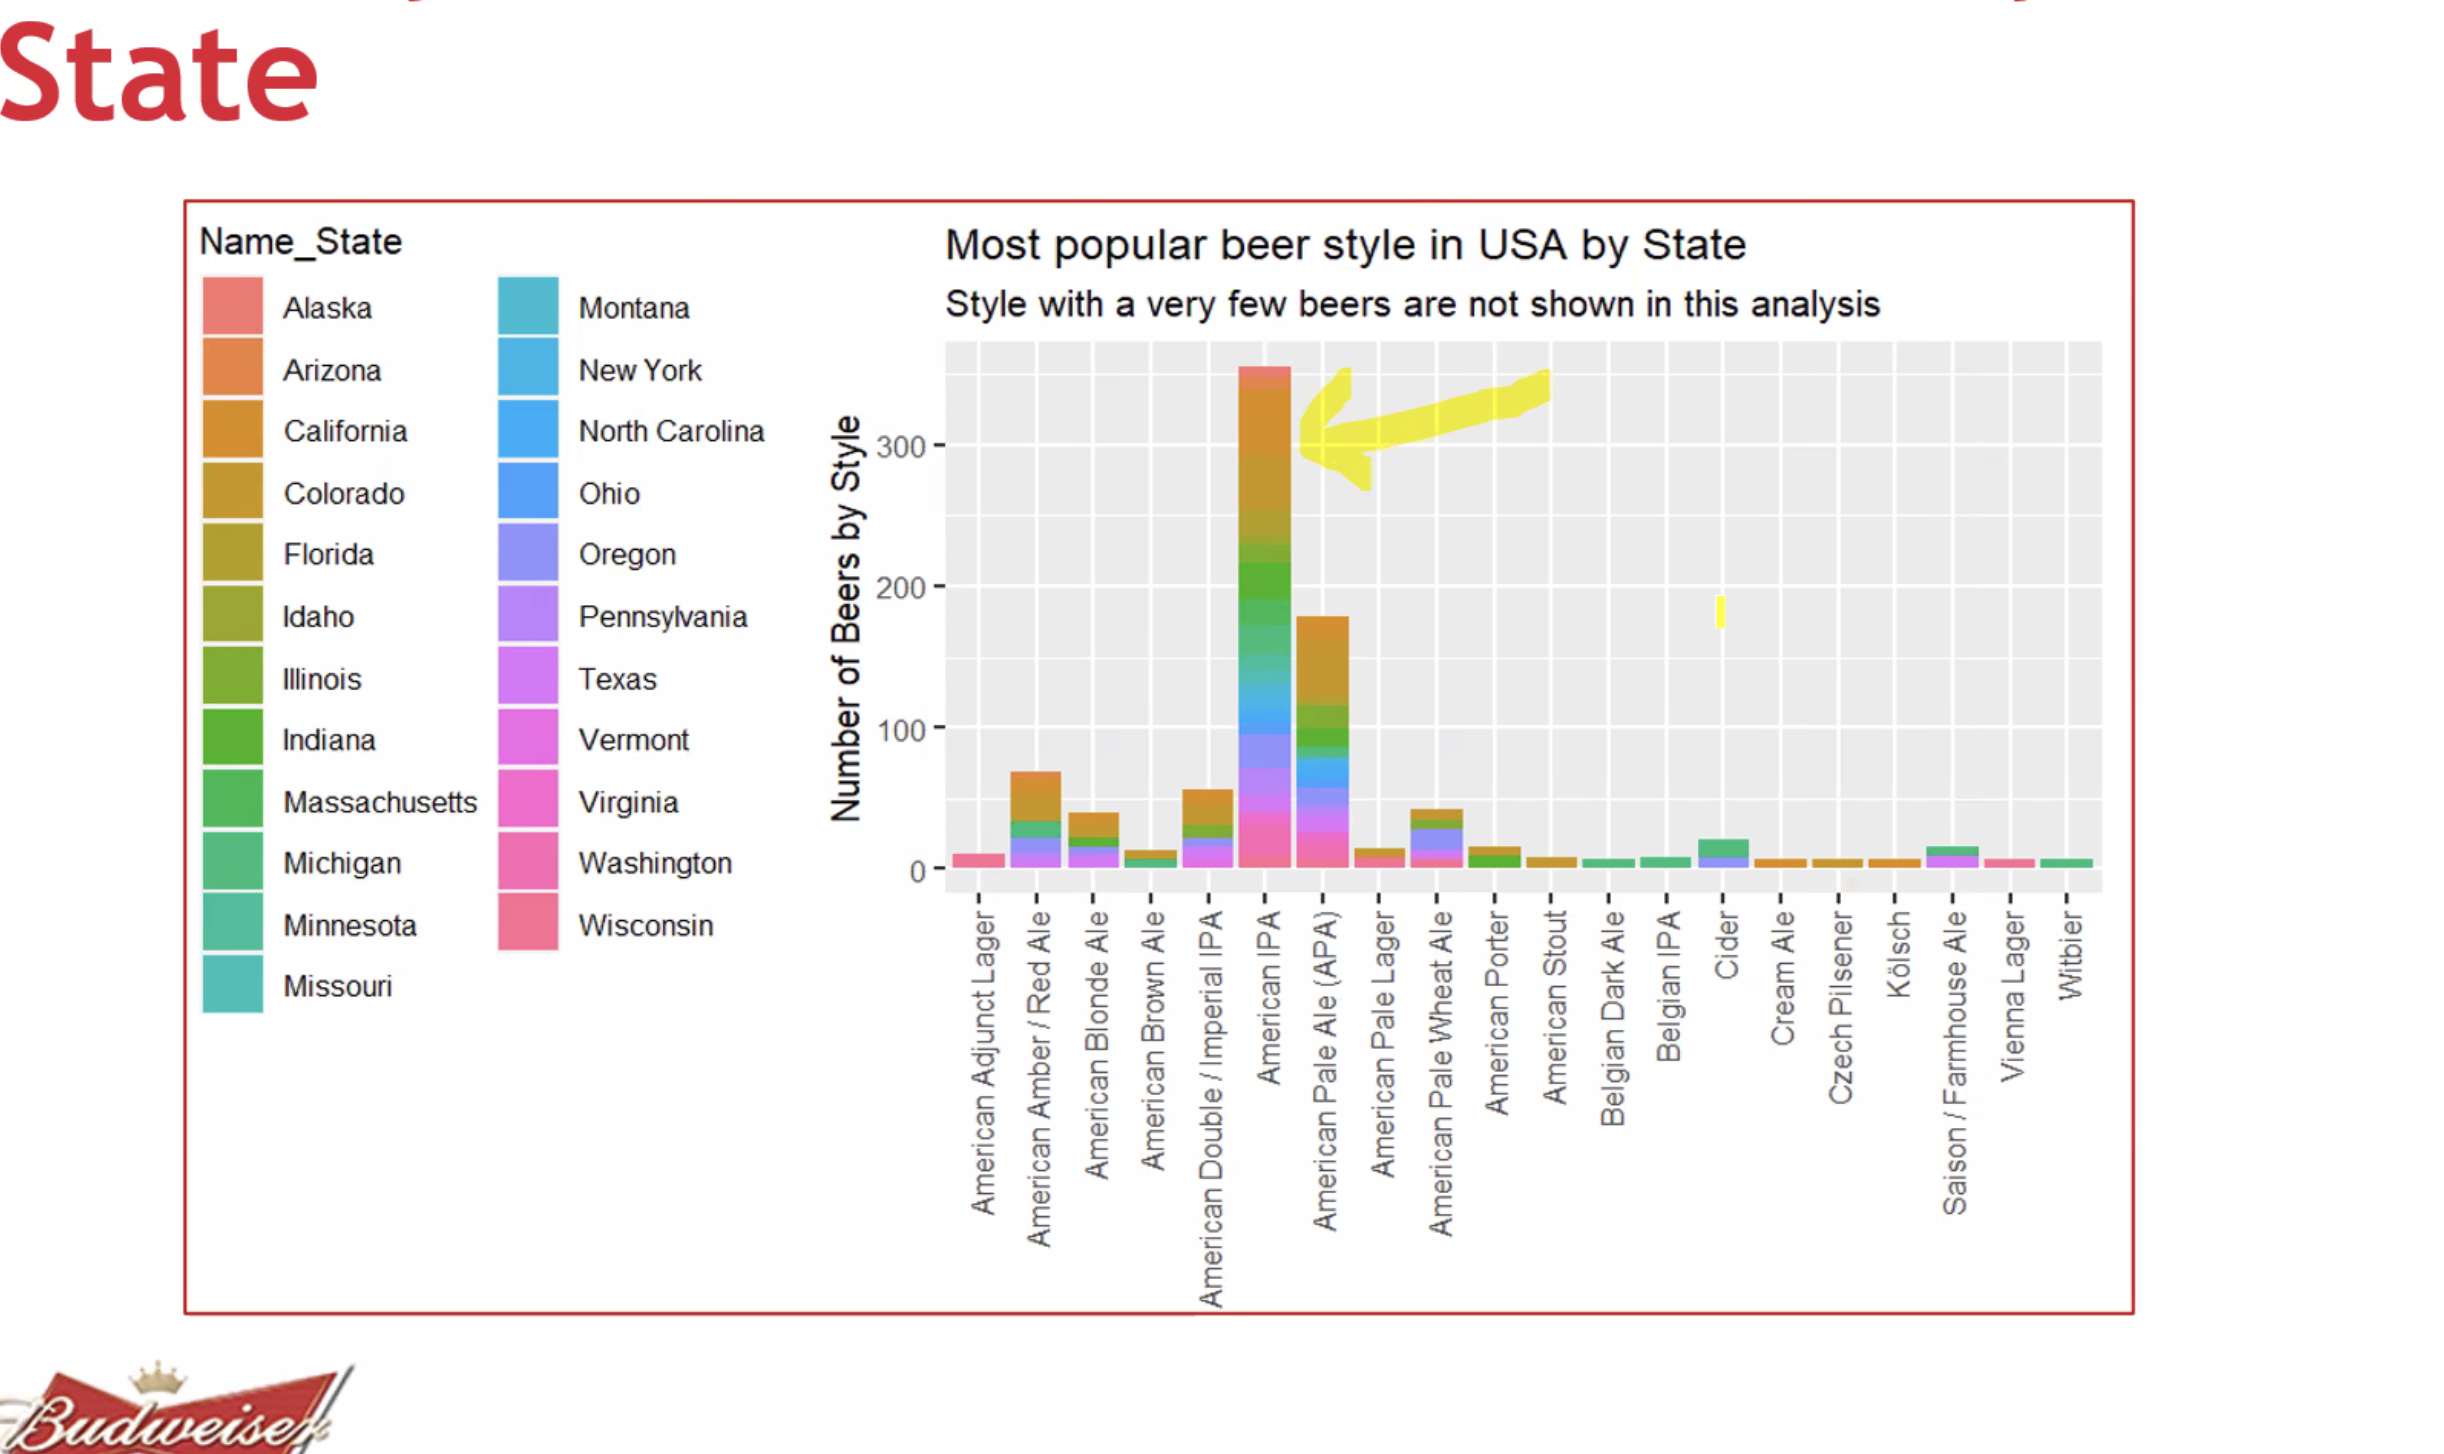 State
Name_State
Alaska
Arizona
California
Colorado
Florida
Idaho
Illinois
Indiana
Massachusetts
Michigan
Minnesota
Missouri
Montana
New York
North Carolina
Ohio
Oregon
Pennsylvania
Texas
Vermont
Virginia
Washington
Wisconsin
Most popular beer style in USA by State
Style with a very few beers are not shown in this analysis
Number of Beers by Style
300
200
100
0
American Adjunct Lager
American Amber / Red Ale
American Blonde Ale
American Brown Ale
American Double / Imperial IPA
American IPA
American Pale Ale (APA)
American Pale Lager
American Pale Wheat Ale
American Porter
American Stout
Belgian Dark Ale
Belgian IPA
Cider
Cream Ale
Czech Pilsener
Kölsch
Saison / Farmhouse Ale
Vienna Lager
Witbier
Budweiser